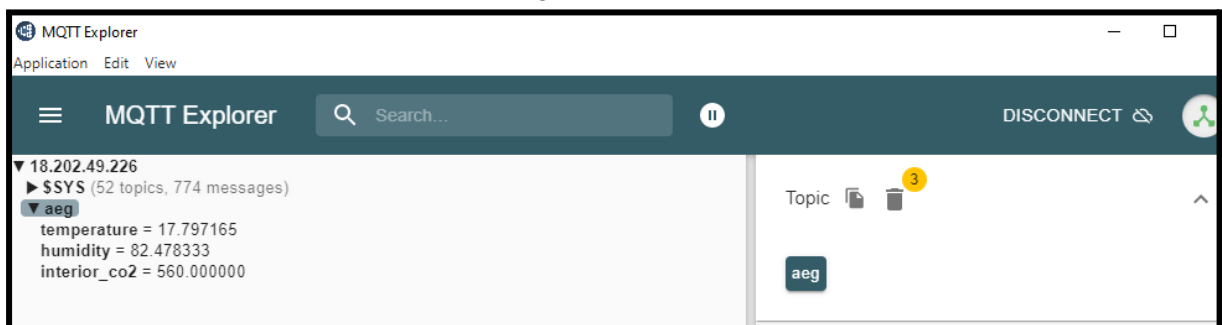 MQTT Explorer
Application Edit View
MQTT Explorer Search... DISCONNECT
▼ 18.202.49.226
▶ $SYS (52 topics, 774 messages)
▼ aeg
temperature = 17.797165
humidity = 82.478333
interior_co2 = 560.000000
Topic 3
aeg